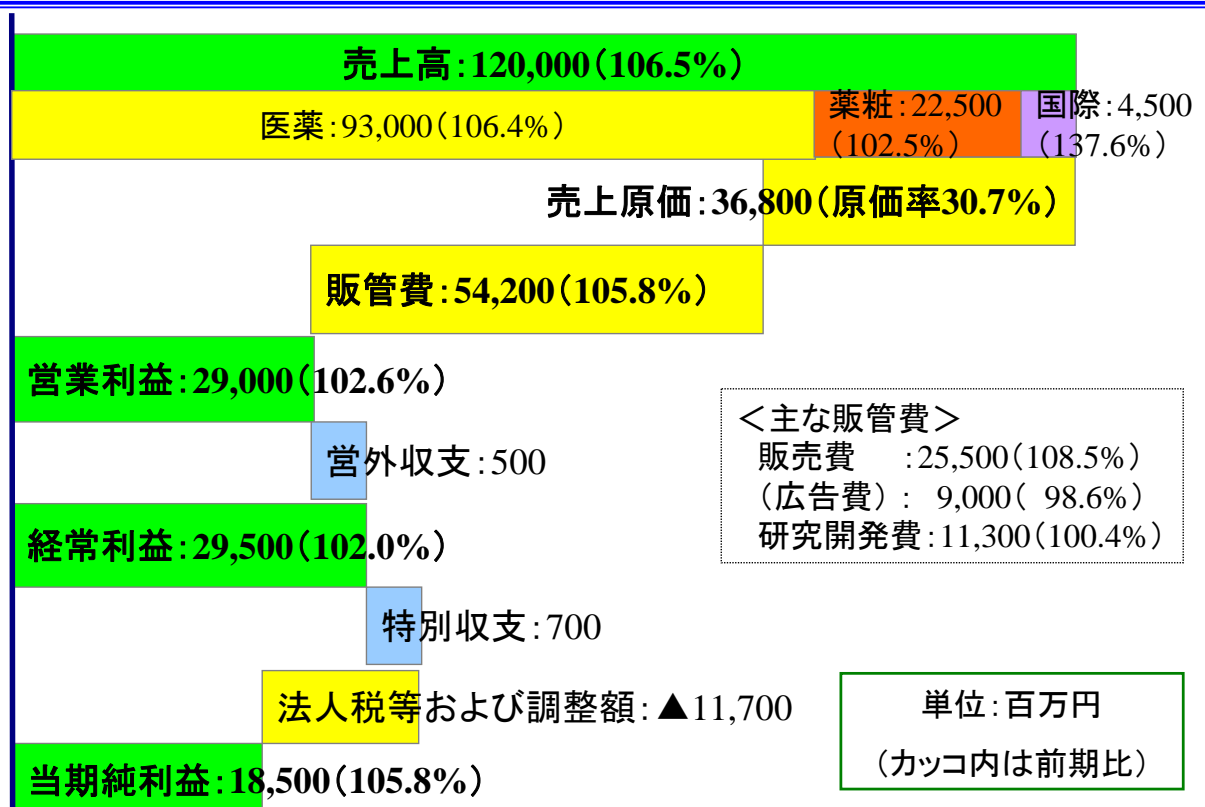 売上高:120,000(106.5%)
医薬:93,000(106.4%)
薬粧:22,500
(102.5%)
国際:4,500
(137.6%)
売上原価:36,800(原価率30.7%)
販管費:54,200(105.8%)
営業利益:29,000(102.6%)
営外収支:500
経常利益:29,500(102.0%)
特別収支:700
法人税等および調整額:▲11,700
当期純利益:18,500(105.8%)
<主な販管費>
販売費 :25,500(108.5%)
(広告費): 9,000( 98.6%)
研究開発費:11,300(100.4%)
単位:百万円
(カッコ内は前期比)